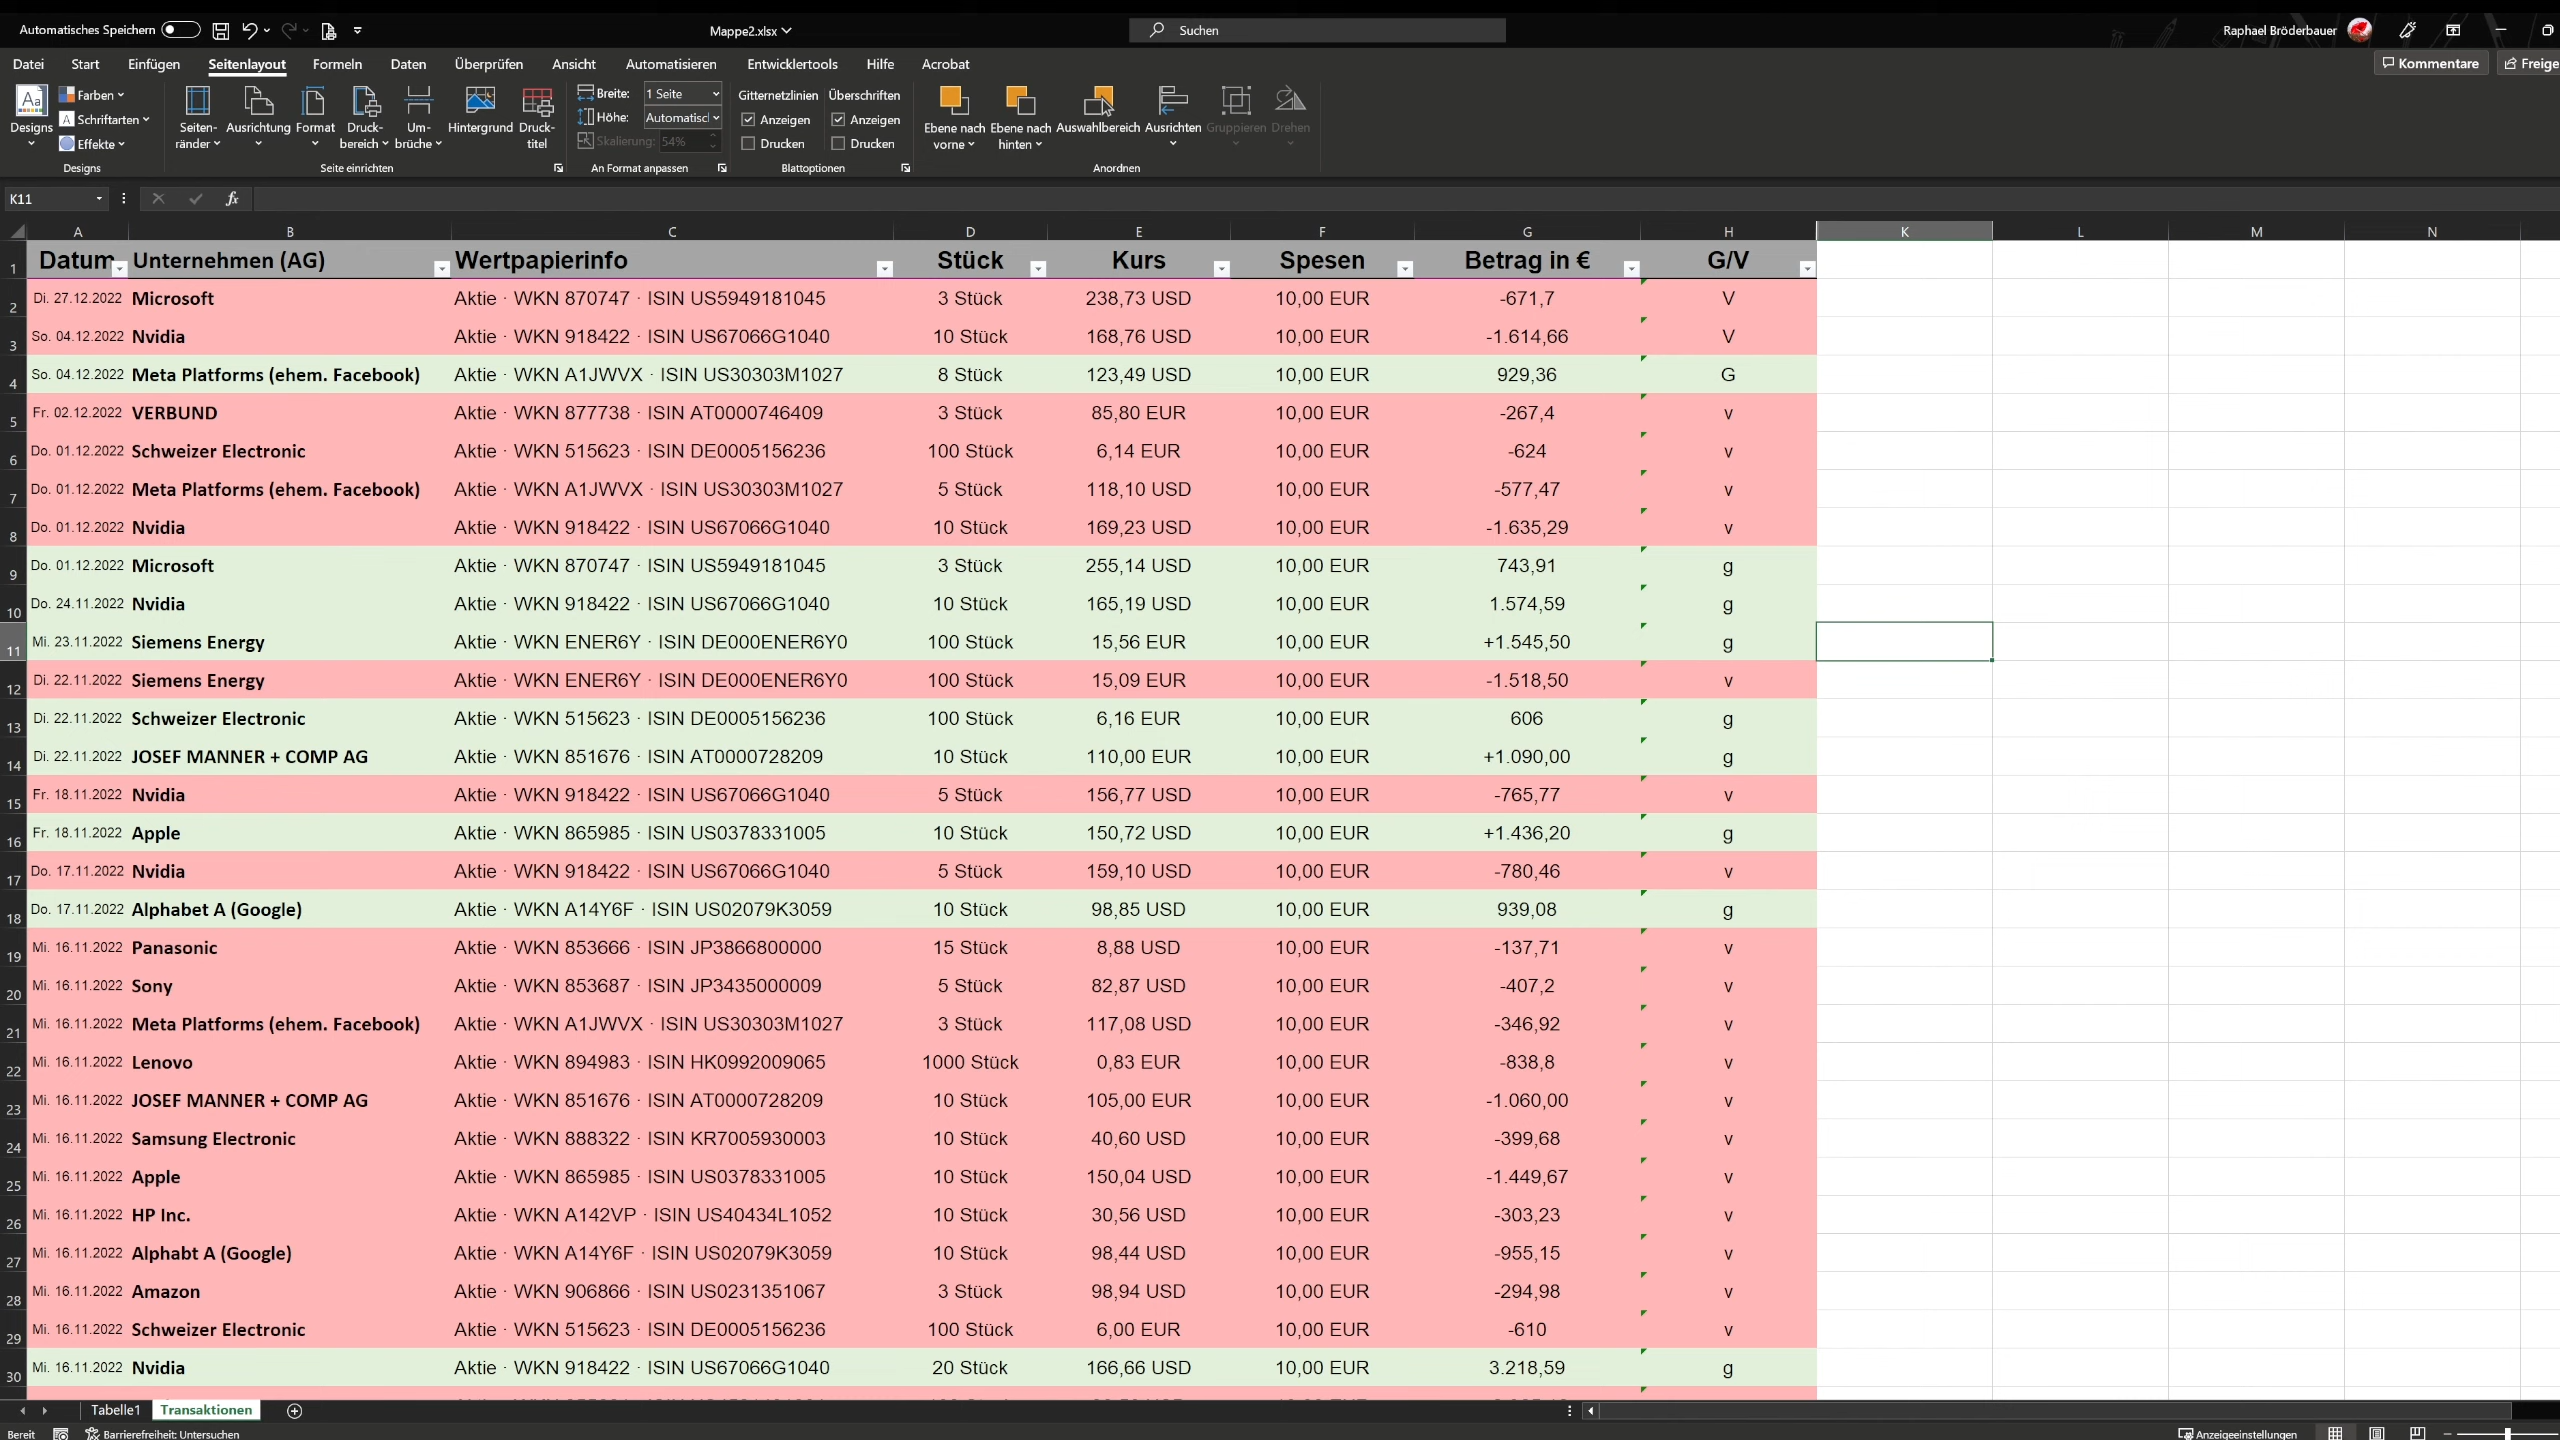 Automatisches Speichern
Mappe2.xlsx
Suchen
Raphael Bröderbauer
Datei Start Einfügen Seitenlayout Formeln Daten Überprüfen Ansicht Automatisieren Entwicklertools Hilfe Acrobat
Kommentare Freige
Designs
Farben
Schriftarten
Effekte
Designs
Seiten-
ränder
Ausrichtung
Format
Druck-
bereich
Um-
brüche
Hintergrund
Druck-
titel
Seite einrichten
Breite: 1 Seite
Höhe: Automatiscl
Skalierung: 54%
An Format anpassen
Gitternetzlinien Überschriften
Anzeigen Anzeigen
Drucken Drucken
Blattoptionen
Ebene nach
vorne
Ebene nach
hinten
Auswahlbereich
Ausrichten
Gruppieren
Drehen
Anordnen
K11 fx
A B C D E F G H K L M N
1 Datum Unternehmen (AG) Wertpapierinfo Stück Kurs Spesen Betrag in € G/V
2 Di. 27.12.2022 Microsoft Aktie · WKN 870747 · ISIN US5949181045 3 Stück 238,73 USD 10,00 EUR -671,7 V
3 So. 04.12.2022 Nvidia Aktie · WKN 918422 · ISIN US67066G1040 10 Stück 168,76 USD 10,00 EUR -1.614,66 V
4 So. 04.12.2022 Meta Platforms (ehem. Facebook) Aktie · WKN A1JWVX · ISIN US30303M1027 8 Stück 123,49 USD 10,00 EUR 929,36 G
5 Fr. 02.12.2022 VERBUND Aktie · WKN 877738 · ISIN AT0000746409 3 Stück 85,80 EUR 10,00 EUR -267,4 v
6 Do. 01.12.2022 Schweizer Electronic Aktie · WKN 515623 · ISIN DE0005156236 100 Stück 6,14 EUR 10,00 EUR -624 v
7 Do. 01.12.2022 Meta Platforms (ehem. Facebook) Aktie · WKN A1JWVX · ISIN US30303M1027 5 Stück 118,10 USD 10,00 EUR -577,47 v
8 Do. 01.12.2022 Nvidia Aktie · WKN 918422 · ISIN US67066G1040 10 Stück 169,23 USD 10,00 EUR -1.635,29 v
9 Do. 01.12.2022 Microsoft Aktie · WKN 870747 · ISIN US5949181045 3 Stück 255,14 USD 10,00 EUR 743,91 g
10 Do. 24.11.2022 Nvidia Aktie · WKN 918422 · ISIN US67066G1040 10 Stück 165,19 USD 10,00 EUR 1.574,59 g
11 Mi. 23.11.2022 Siemens Energy Aktie · WKN ENER6Y · ISIN DE000ENER6Y0 100 Stück 15,56 EUR 10,00 EUR +1.545,50 g
12 Di. 22.11.2022 Siemens Energy Aktie · WKN ENER6Y · ISIN DE000ENER6Y0 100 Stück 15,09 EUR 10,00 EUR -1.518,50 v
13 Di. 22.11.2022 Schweizer Electronic Aktie · WKN 515623 · ISIN DE0005156236 100 Stück 6,16 EUR 10,00 EUR 606 g
14 Di. 22.11.2022 JOSEF MANNER + COMP AG Aktie · WKN 851676 · ISIN AT0000728209 10 Stück 110,00 EUR 10,00 EUR +1.090,00 g
15 Fr. 18.11.2022 Nvidia Aktie · WKN 918422 · ISIN US67066G1040 5 Stück 156,77 USD 10,00 EUR -765,77 v
16 Fr. 18.11.2022 Apple Aktie · WKN 865985 · ISIN US0378331005 10 Stück 150,72 USD 10,00 EUR +1.436,20 g
17 Do. 17.11.2022 Nvidia Aktie · WKN 918422 · ISIN US67066G1040 5 Stück 159,10 USD 10,00 EUR -780,46 v
18 Do. 17.11.2022 Alphabet A (Google) Aktie · WKN A14Y6F · ISIN US02079K3059 10 Stück 98,85 USD 10,00 EUR 939,08 g
19 Mi. 16.11.2022 Panasonic Aktie · WKN 853666 · ISIN JP3866800000 15 Stück 8,88 USD 10,00 EUR -137,71 v
20 Mi. 16.11.2022 Sony Aktie · WKN 853687 · ISIN JP3435000009 5 Stück 82,87 USD 10,00 EUR -407,2 v
21 Mi. 16.11.2022 Meta Platforms (ehem. Facebook) Aktie · WKN A1JWVX · ISIN US30303M1027 3 Stück 117,08 USD 10,00 EUR -346,92 v
22 Mi. 16.11.2022 Lenovo Aktie · WKN 894983 · ISIN HK0992009065 1000 Stück 0,83 EUR 10,00 EUR -838,8 v
23 Mi. 16.11.2022 JOSEF MANNER + COMP AG Aktie · WKN 851676 · ISIN AT0000728209 10 Stück 105,00 EUR 10,00 EUR -1.060,00 v
24 Mi. 16.11.2022 Samsung Electronic Aktie · WKN 888322 · ISIN KR7005930003 10 Stück 40,60 USD 10,00 EUR -399,68 v
25 Mi. 16.11.2022 Apple Aktie · WKN 865985 · ISIN US0378331005 10 Stück 150,04 USD 10,00 EUR -1.449,67 v
26 Mi. 16.11.2022 HP Inc. Aktie · WKN A142VP · ISIN US40434L1052 10 Stück 30,56 USD 10,00 EUR -303,23 v
27 Mi. 16.11.2022 Alphabt A (Google) Aktie · WKN A14Y6F · ISIN US02079K3059 10 Stück 98,44 USD 10,00 EUR -955,15 v
28 Mi. 16.11.2022 Amazon Aktie · WKN 906866 · ISIN US0231351067 3 Stück 98,94 USD 10,00 EUR -294,98 v
29 Mi. 16.11.2022 Schweizer Electronic Aktie · WKN 515623 · ISIN DE0005156236 100 Stück 6,00 EUR 10,00 EUR -610 v
30 Mi. 16.11.2022 Nvidia Aktie · WKN 918422 · ISIN US67066G1040 20 Stück 166,66 USD 10,00 EUR 3.218,59 g
Tabelle1 Transaktionen
Bereit Barrierefreiheit: Untersuchen Anzeigeeinstellungen